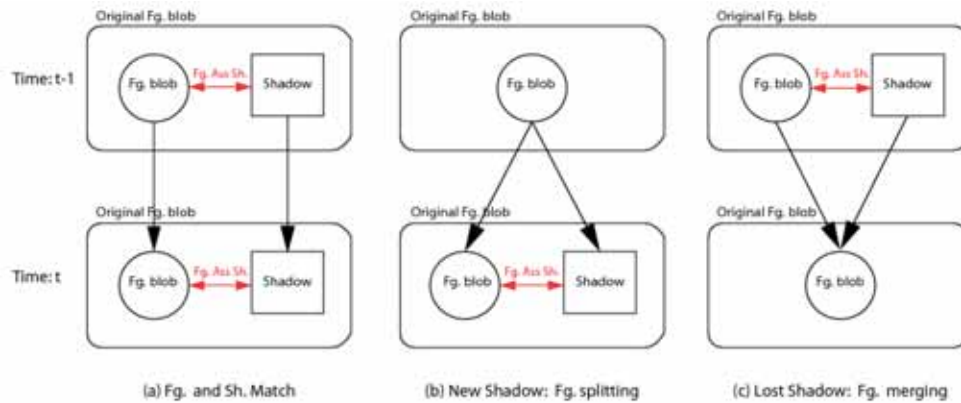 Original Fg. blob
Original Fg. blob
Original Fg. blob
Time: t-1
Fg. blob
Fg. Ass Sh.
Shadow
Fg. blob
Fg. blob
Fg. Ass Sh.
Shadow
Original Fg. blob
Original Fg. blob
Original Fg. blob
Time: t
Fg. blob
Fg. Ass Sh.
Shadow
Fg. blob
Fg. Ass Sh.
Shadow
Fg. blob
(a) Fg. and Sh. Match
(b) New Shadow: Fg. splitting
(c) Lost Shadow: Fg. merging